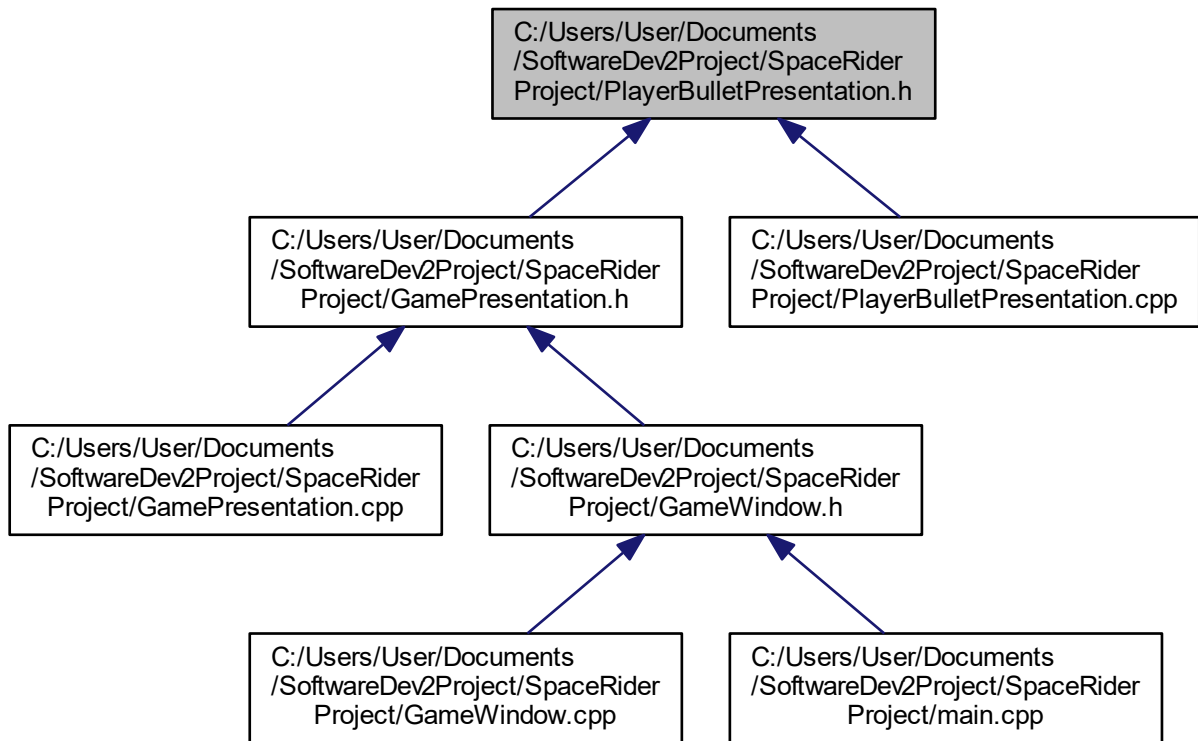 C:/Users/User/Documents
/SoftwareDev2Project/SpaceRider
Project/PlayerBulletPresentation.h
C:/Users/User/Documents
/SoftwareDev2Project/SpaceRider
Project/GamePresentation.h
C:/Users/User/Documents
/SoftwareDev2Project/SpaceRider
Project/PlayerBulletPresentation.cpp
C:/Users/User/Documents
/SoftwareDev2Project/SpaceRider
Project/GamePresentation.cpp
C:/Users/User/Documents
/SoftwareDev2Project/SpaceRider
Project/GameWindow.h
C:/Users/User/Documents
/SoftwareDev2Project/SpaceRider
Project/GameWindow.cpp
C:/Users/User/Documents
/SoftwareDev2Project/SpaceRider
Project/main.cpp